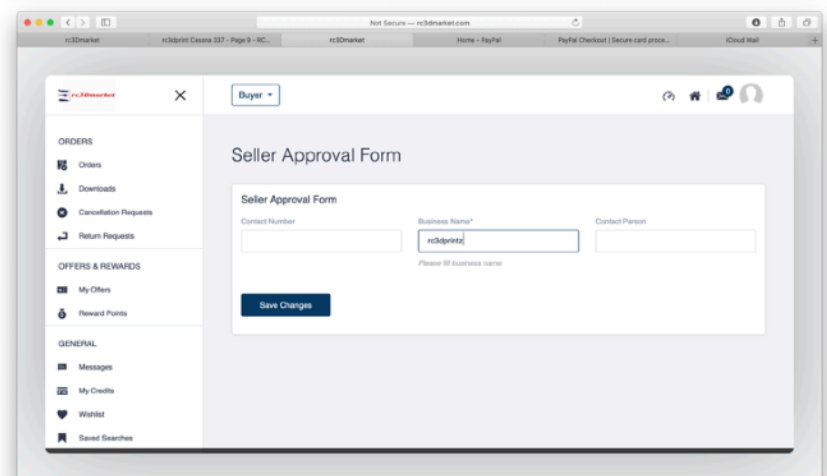 Not Secure — rc3dmarket.com
rc3Dmarket
rc3dprint Cessna 337 - Page 9 - RC...
rc3Dmarket
Home - PayPal
PayPal Checkout | Secure card proce...
iCloud Mail
rc3Dmarket
Buyer
0
ORDERS
Orders
Downloads
Cancellation Requests
Return Requests
OFFERS & REWARDS
My Offers
Reward Points
GENERAL
Messages
My Credits
Wishlist
Saved Searches
Seller Approval Form
Seller Approval Form
Contact Number
Business Name*
Contact Person
rc3dprintz
Please fill business name
Save Changes